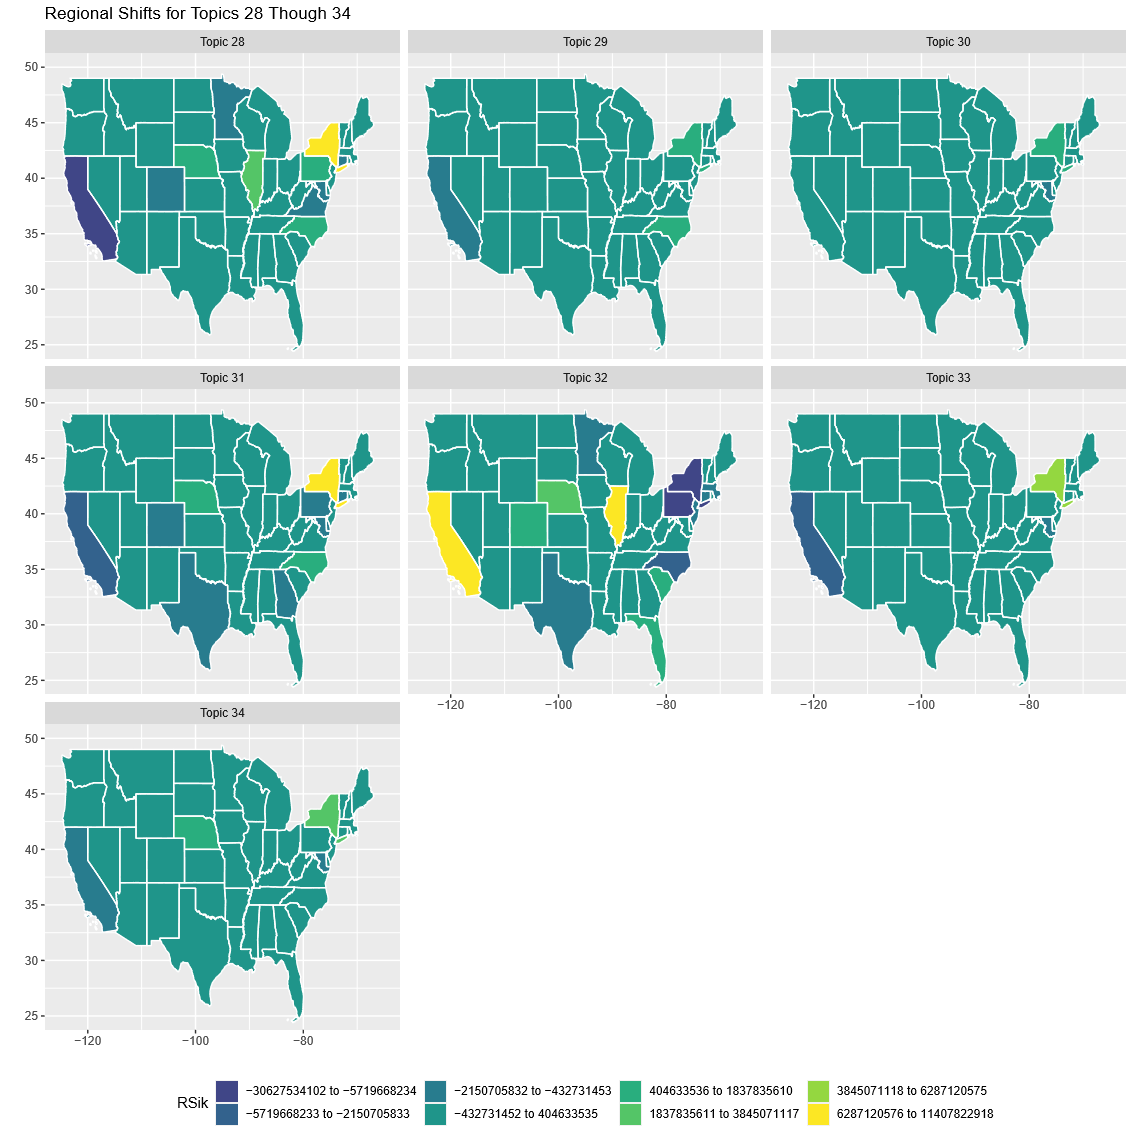 Regional Shifts for Topics 28 Though 34
Topic 28
Topic 29
Topic 30
50
45
40
35
30
25
Topic 31
Topic 32
Topic 33
50
45
40
35
30
25
−120
−100
−80
−120
−100
−80
Topic 34
50
45
40
35
30
25
−120
−100
−80
RSik
−30627534102 to −5719668234
−5719668233 to −2150705833
−2150705832 to −432731453
−432731452 to 404633535
404633536 to 1837835610
1837835611 to 3845071117
3845071118 to 6287120575
6287120576 to 11407822918